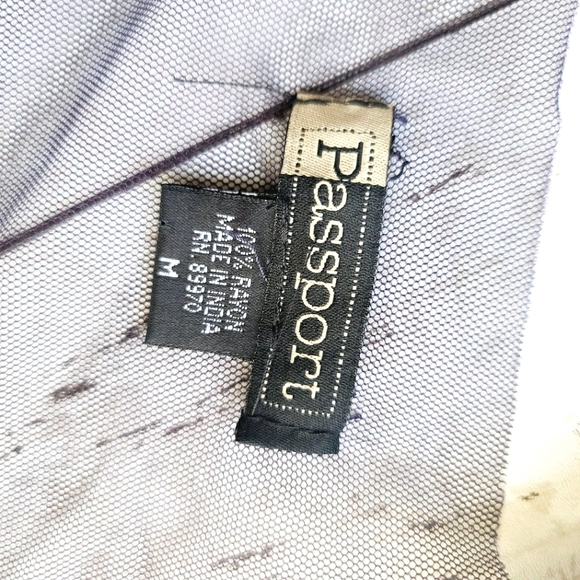 Passport
100% RAYON
MADE IN INDIA
RN. 89970
M